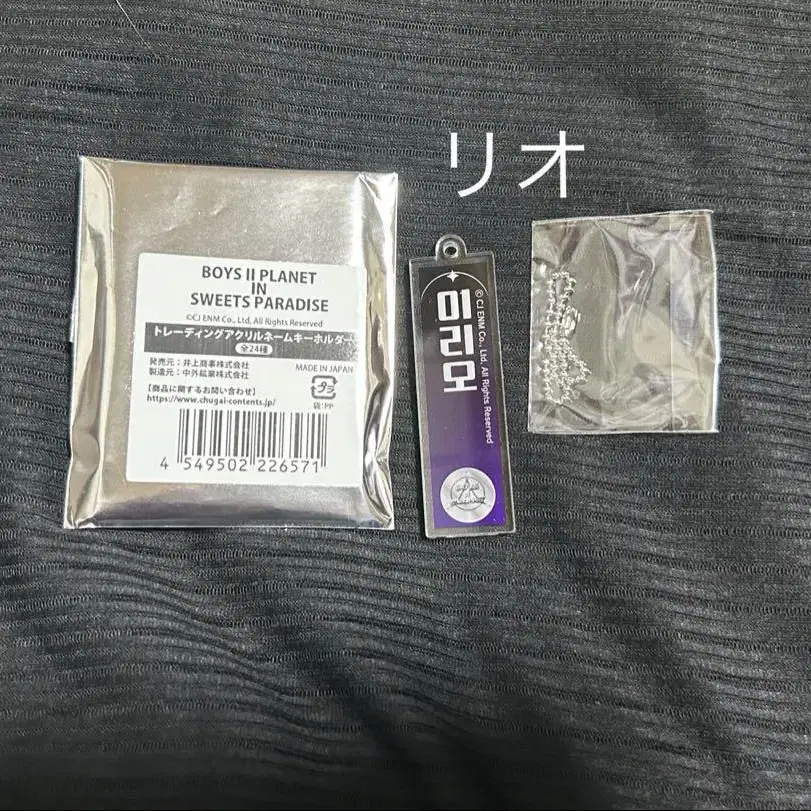 リオ
BOYS II PLANET
IN
SWEETS PARADISE
©CJ ENM Co., Ltd, All Rights Reserved
トレーディングアクリルネームキーホルダー
全24種
発売元：井上商事株式会社
製造元：中外鉱業株式会社
MADE IN JAPAN
【商品に関するお問い合わせ】
https://www.chugai-contents.jp/
プラ
袋:PP
4 549502 226571
이리오
© CJ ENM Co., Ltd. All Rights Reserved